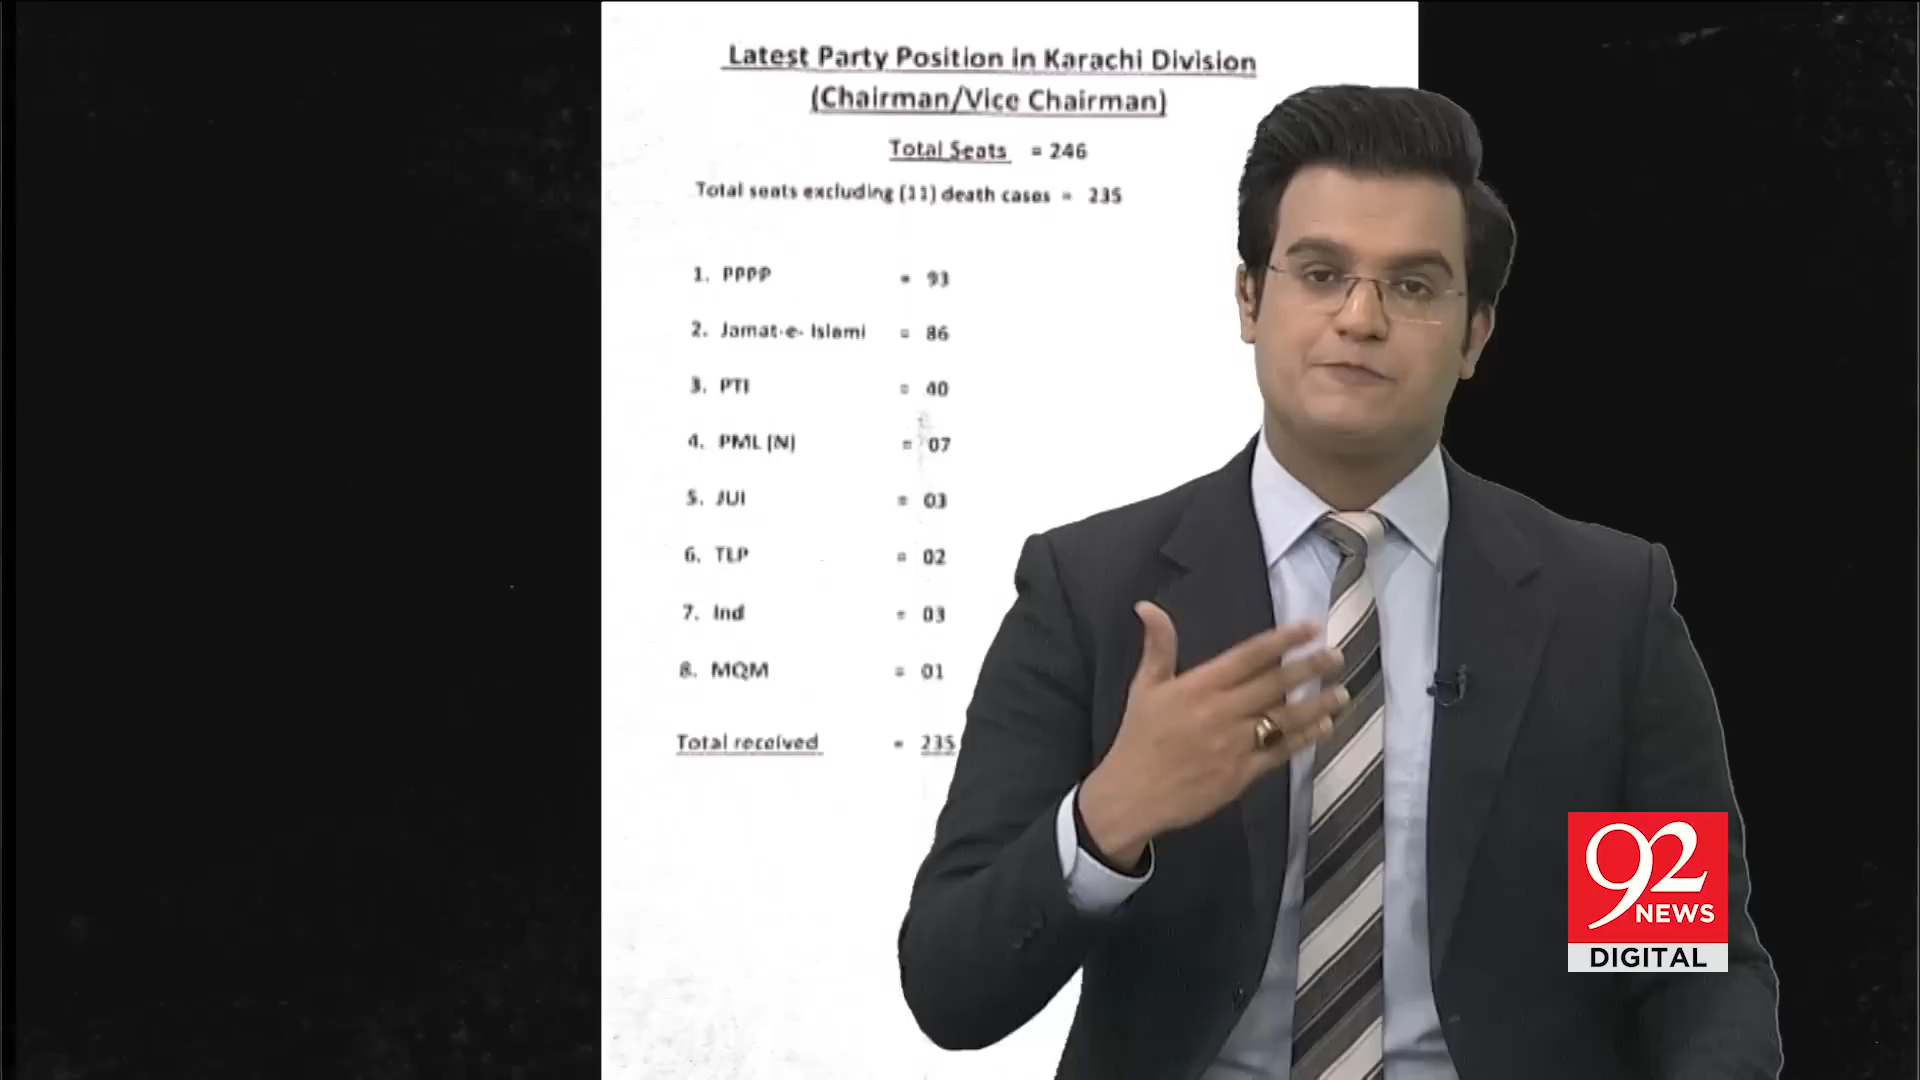 Latest Party Position in Karachi Division
(Chairman/Vice Chairman)
Total Seats = 246
Total seats excluding (11) death cases = 235
1. PPPP = 93
2. Jamat-e- Islami = 86
3. PTI = 40
4. PML (N) = 07
5. JUI = 03
6. TLP = 02
7. Ind = 03
8. MQM = 01
Total received = 235
92
NEWS
DIGITAL